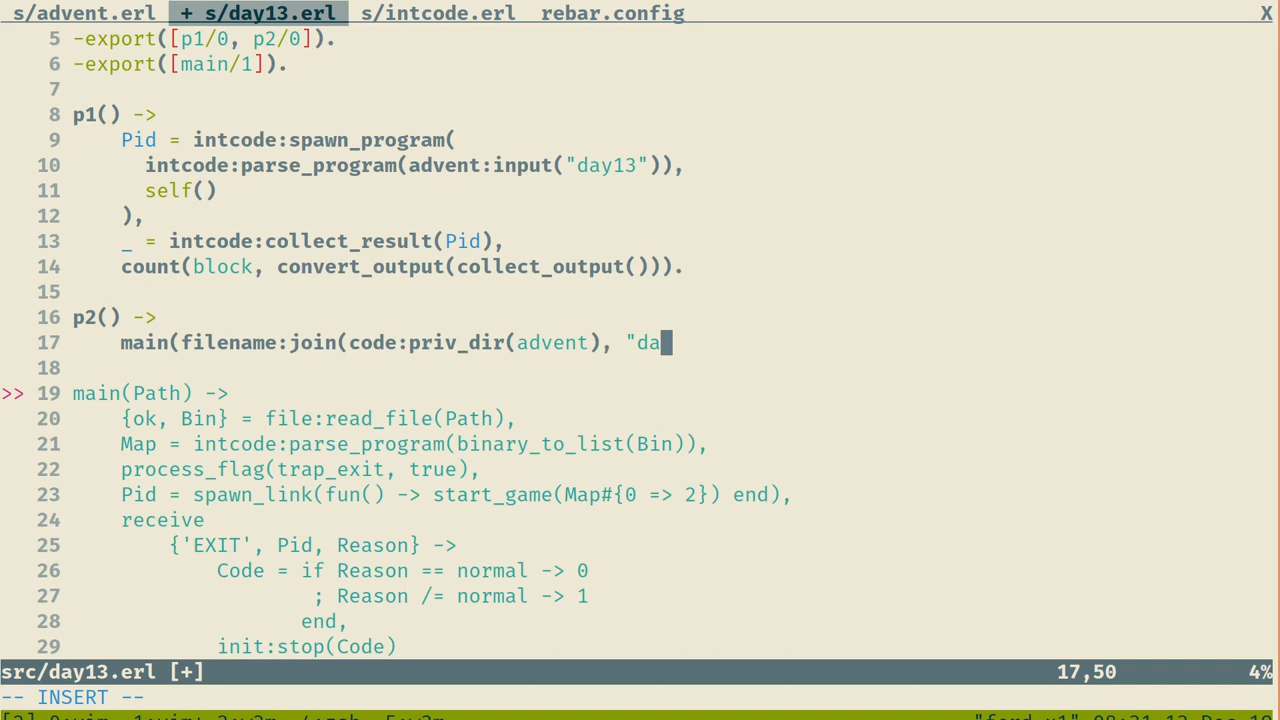 s/advent.erl + s/day13.erl s/intcode.erl rebar.config X
5 -export([p1/0, p2/0]).
6 -export([main/1]).
7
8 p1() ->
9 Pid = intcode:spawn_program(
10 intcode:parse_program(advent:input("day13")),
11 self()
12 ),
13 _ = intcode:collect_result(Pid),
14 count(block, convert_output(collect_output())).
15
16 p2() ->
17 main(filename:join(code:priv_dir(advent), "da
18
>> 19 main(Path) ->
20 {ok, Bin} = file:read_file(Path),
21 Map = intcode:parse_program(binary_to_list(Bin)),
22 process_flag(trap_exit, true),
23 Pid = spawn_link(fun() -> start_game(Map#{0 => 2}) end),
24 receive
25 {'EXIT', Pid, Reason} ->
26 Code = if Reason == normal -> 0
27 ; Reason /= normal -> 1
28 end,
29 init:stop(Code)
src/day13.erl [+] 17,50 4%
-- INSERT --